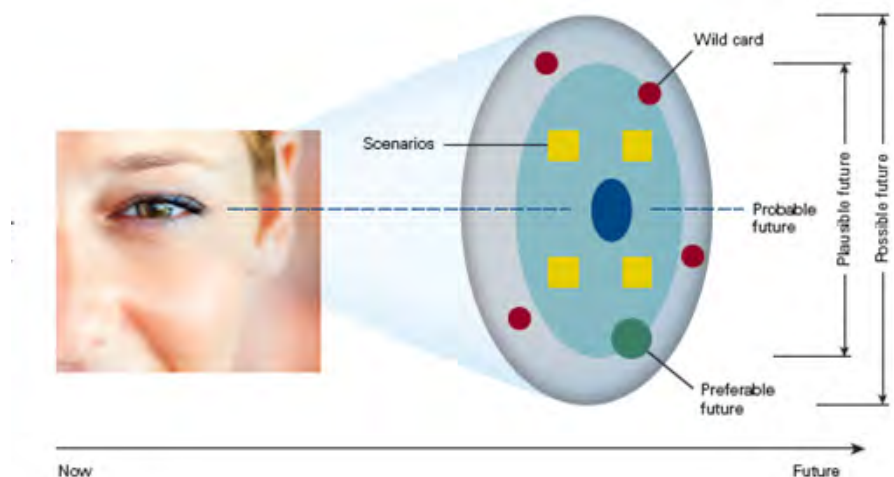 Wild card
Scenarios
Probable
future
Plausible future
Possible future
Preferable
future
Now
Future